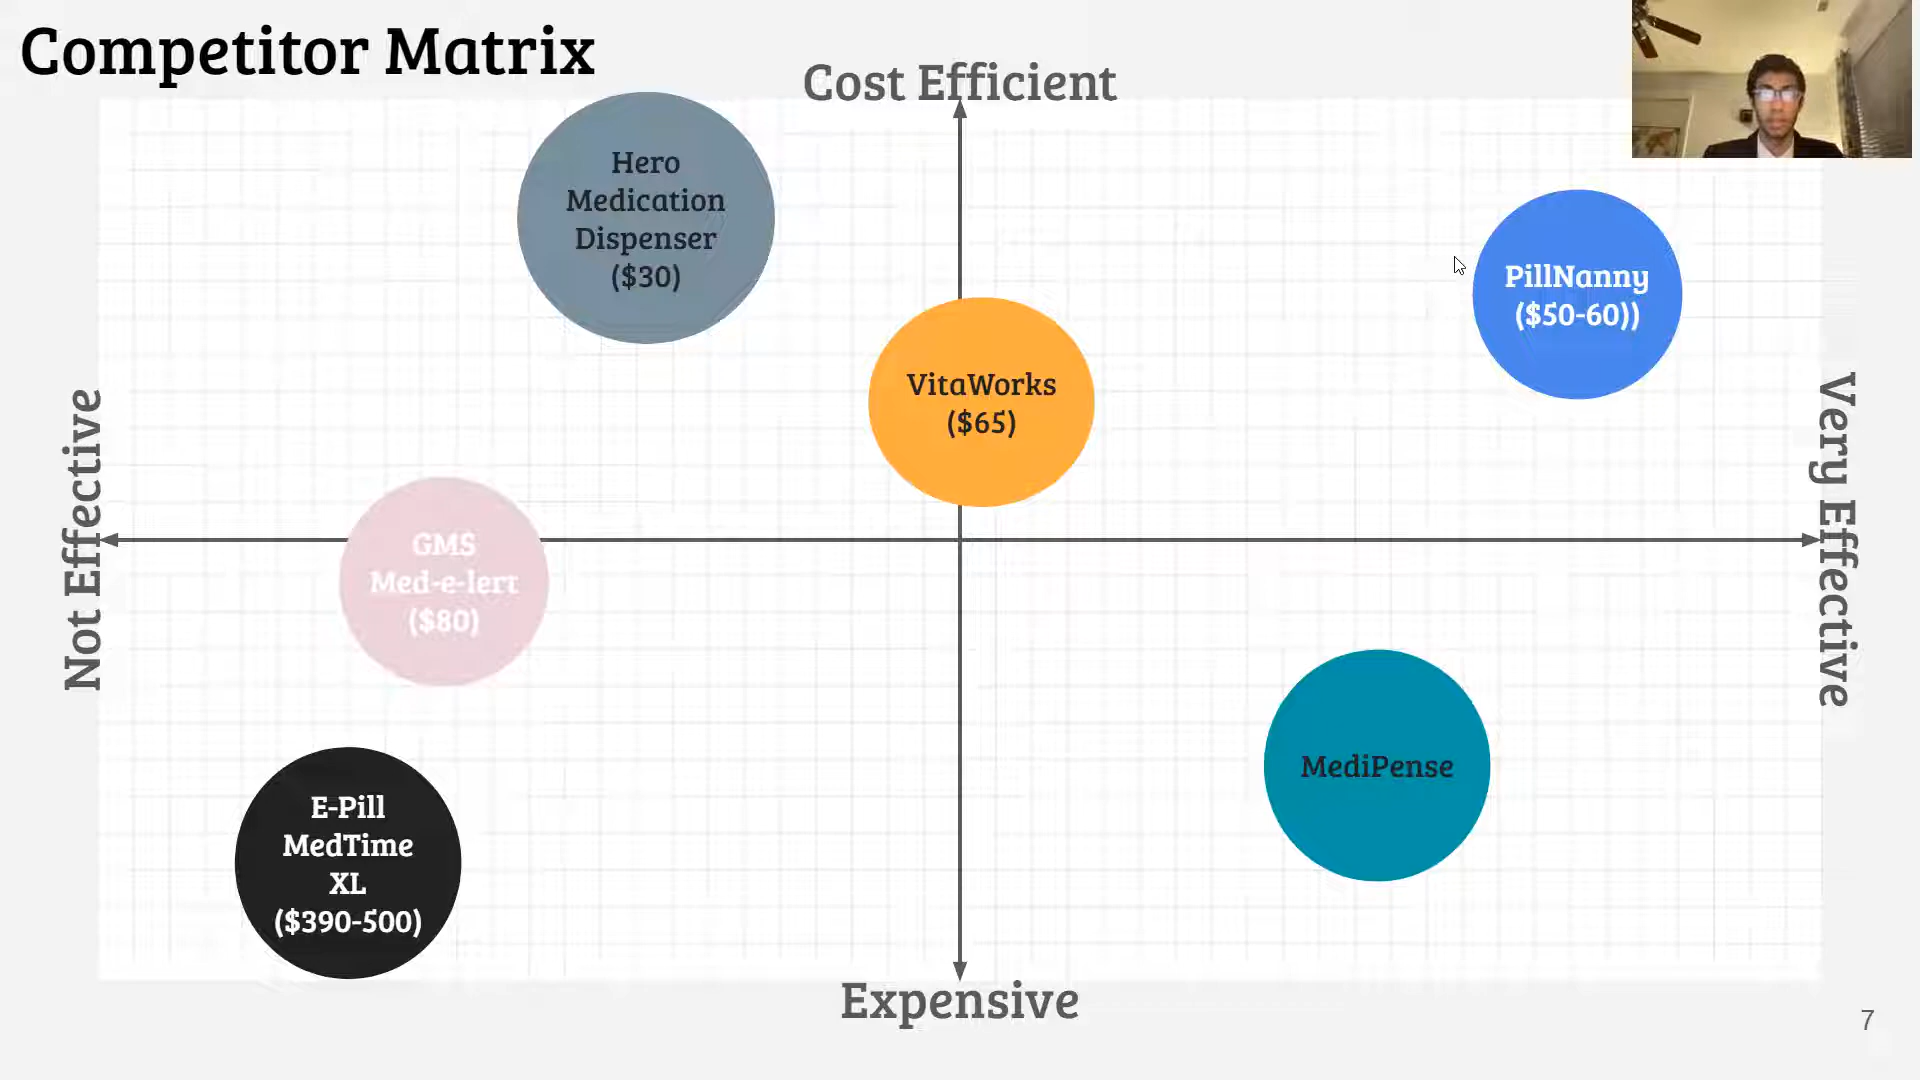 Competitor Matrix
Cost Efficient
Hero
Medication
Dispenser
($30)
PillNanny
($50-60))
VitaWorks
($65)
Not Effective
Very Effective
GMS
Med-e-lert
($80)
MediPense
E-Pill
MedTime
XL
($390-500)
Expensive
7